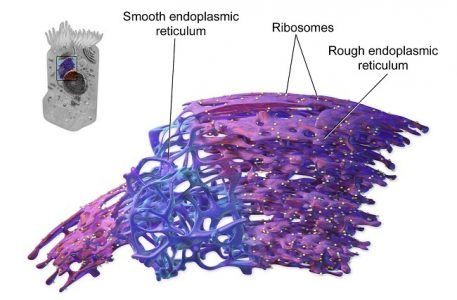 Smooth endoplasmic
reticulum
Ribosomes
Rough endoplasmic
reticulum